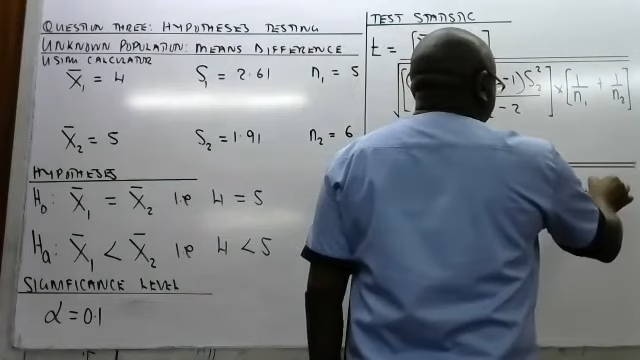 QUESTION THREE: HYPOTHESES TESTING
UNKNOWN POPULATION: MEANS DIFFERENCE
USING CALCULATOR
X̄₁ = 4 S₁ = 2.61 n₁ = 5
X̄₂ = 5 S₂ = 1.91 n₂ = 6
HYPOTHESES
H₀: X̄₁ = X̄₂ i.e 4 = 5
Hₐ: X̄₁ < X̄₂ i.e 4 < 5
SIGNIFICANCE LEVEL
α = 0.1
TEST STATISTIC
t = [
√[( -1)S₂² ] × [1/n₁ + 1/n₂]
- 2